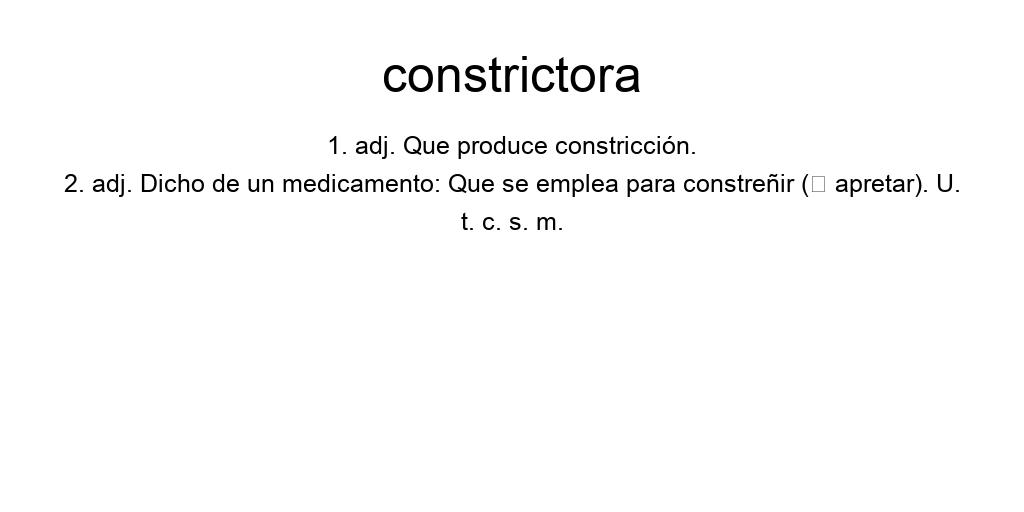 constrictora
1. adj. Que produce constricción.
2. adj. Dicho de un medicamento: Que se emplea para constreñir (▯ apretar). U.
t. c. s. m.